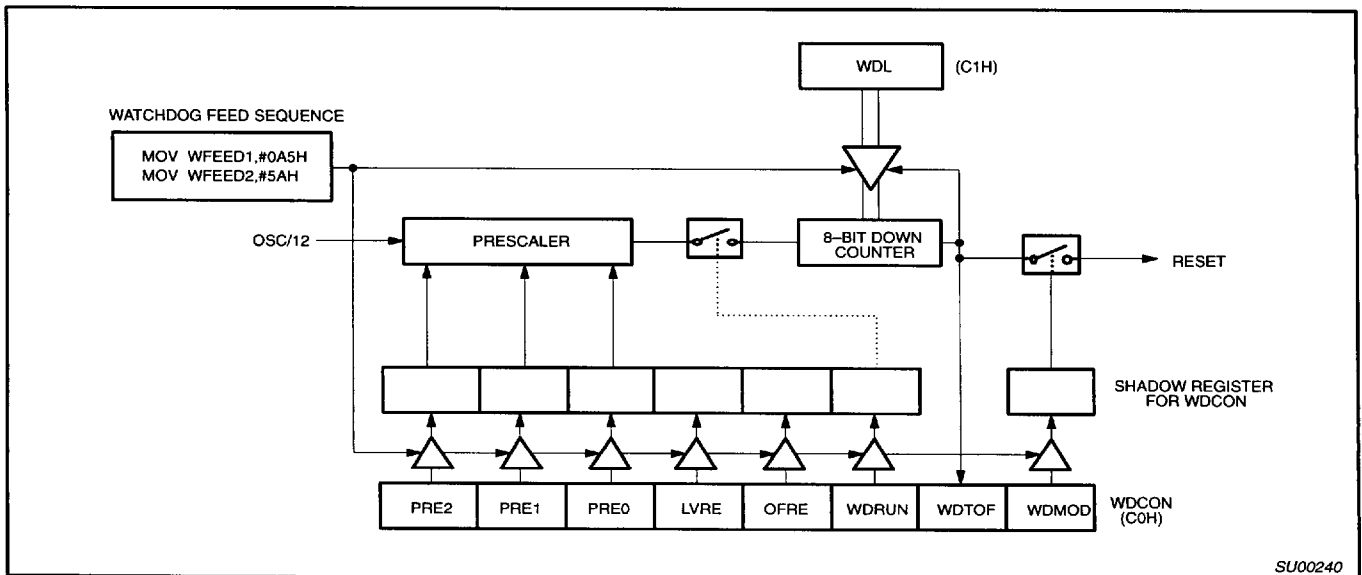 WDL (C1H)
WATCHDOG FEED SEQUENCE
MOV WFEED1,#0A5H
MOV WFEED2,#5AH
OSC/12
PRESCALER
8–BIT DOWN
COUNTER
RESET
SHADOW REGISTER
FOR WDCON
PRE2 PRE1 PRE0 LVRE OFRE WDRUN WDTOF WDMOD
WDCON
(C0H)
SU00240